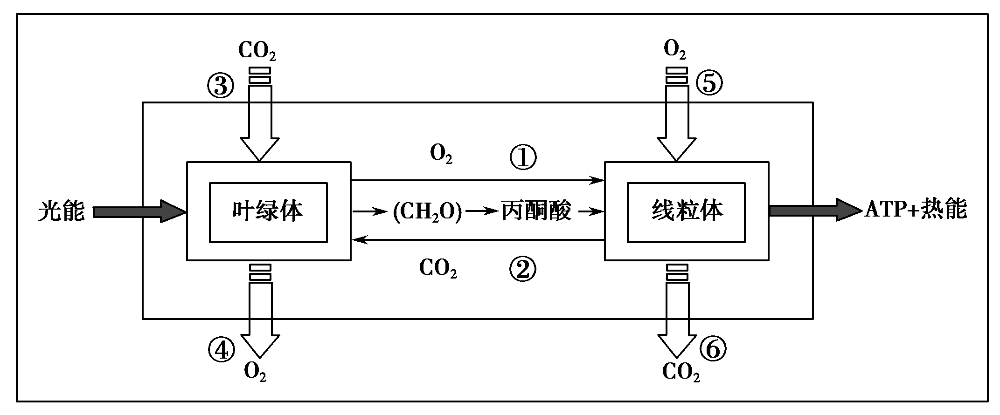 CO₂
O₂
③
⑤
O₂
①
光能
叶绿体
(CH₂O)
丙酮酸
线粒体
ATP+热能
CO₂
②
④
⑥
O₂
CO₂